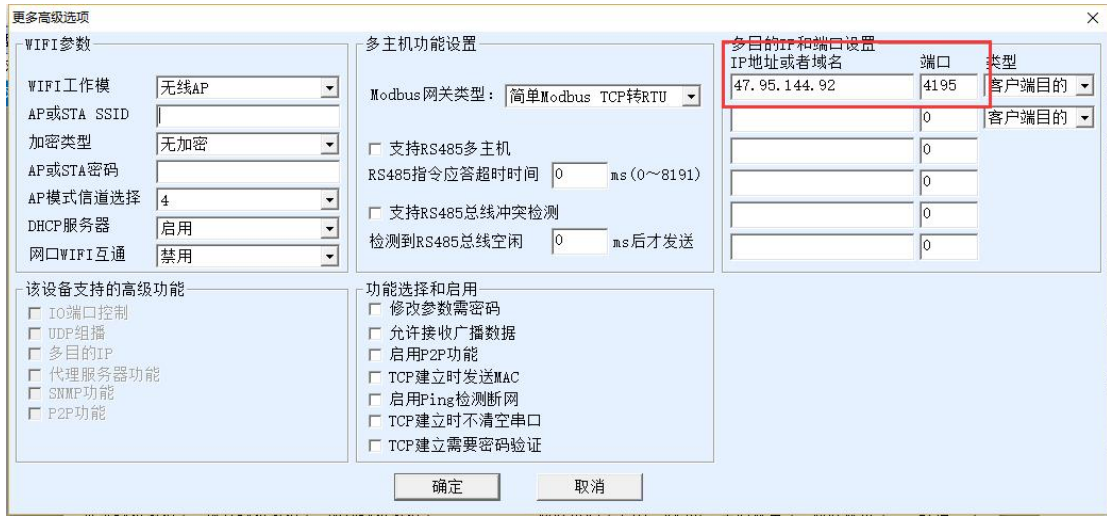 更多高级选项
WIFI参数
WIFI工作模 无线AP
AP或STA SSID
加密类型 无加密
AP或STA密码
AP模式信道选择 4
DHCP服务器 启用
网口WIFI互通 禁用
多主机功能设置
Modbus网关类型: 简单Modbus TCP转RTU
支持RS485多主机
RS485指令应答超时时间 0 ms(0～8191)
支持RS485总线冲突检测
检测到RS485总线空闲 0 ms后才发送
多目的IP和端口设置
IP地址或者域名 端口 类型
47.95.144.92 4195 客户端目的
0 客户端目的
0
0
0
0
该设备支持的高级功能
IO端口控制
UDP组播
多目的IP
代理服务器功能
SNMP功能
P2P功能
功能选择和启用
修改参数需密码
允许接收广播数据
启用P2P功能
TCP建立时发送MAC
启用Ping检测断网
TCP建立时不清空串口
TCP建立需要密码验证
确定 取消